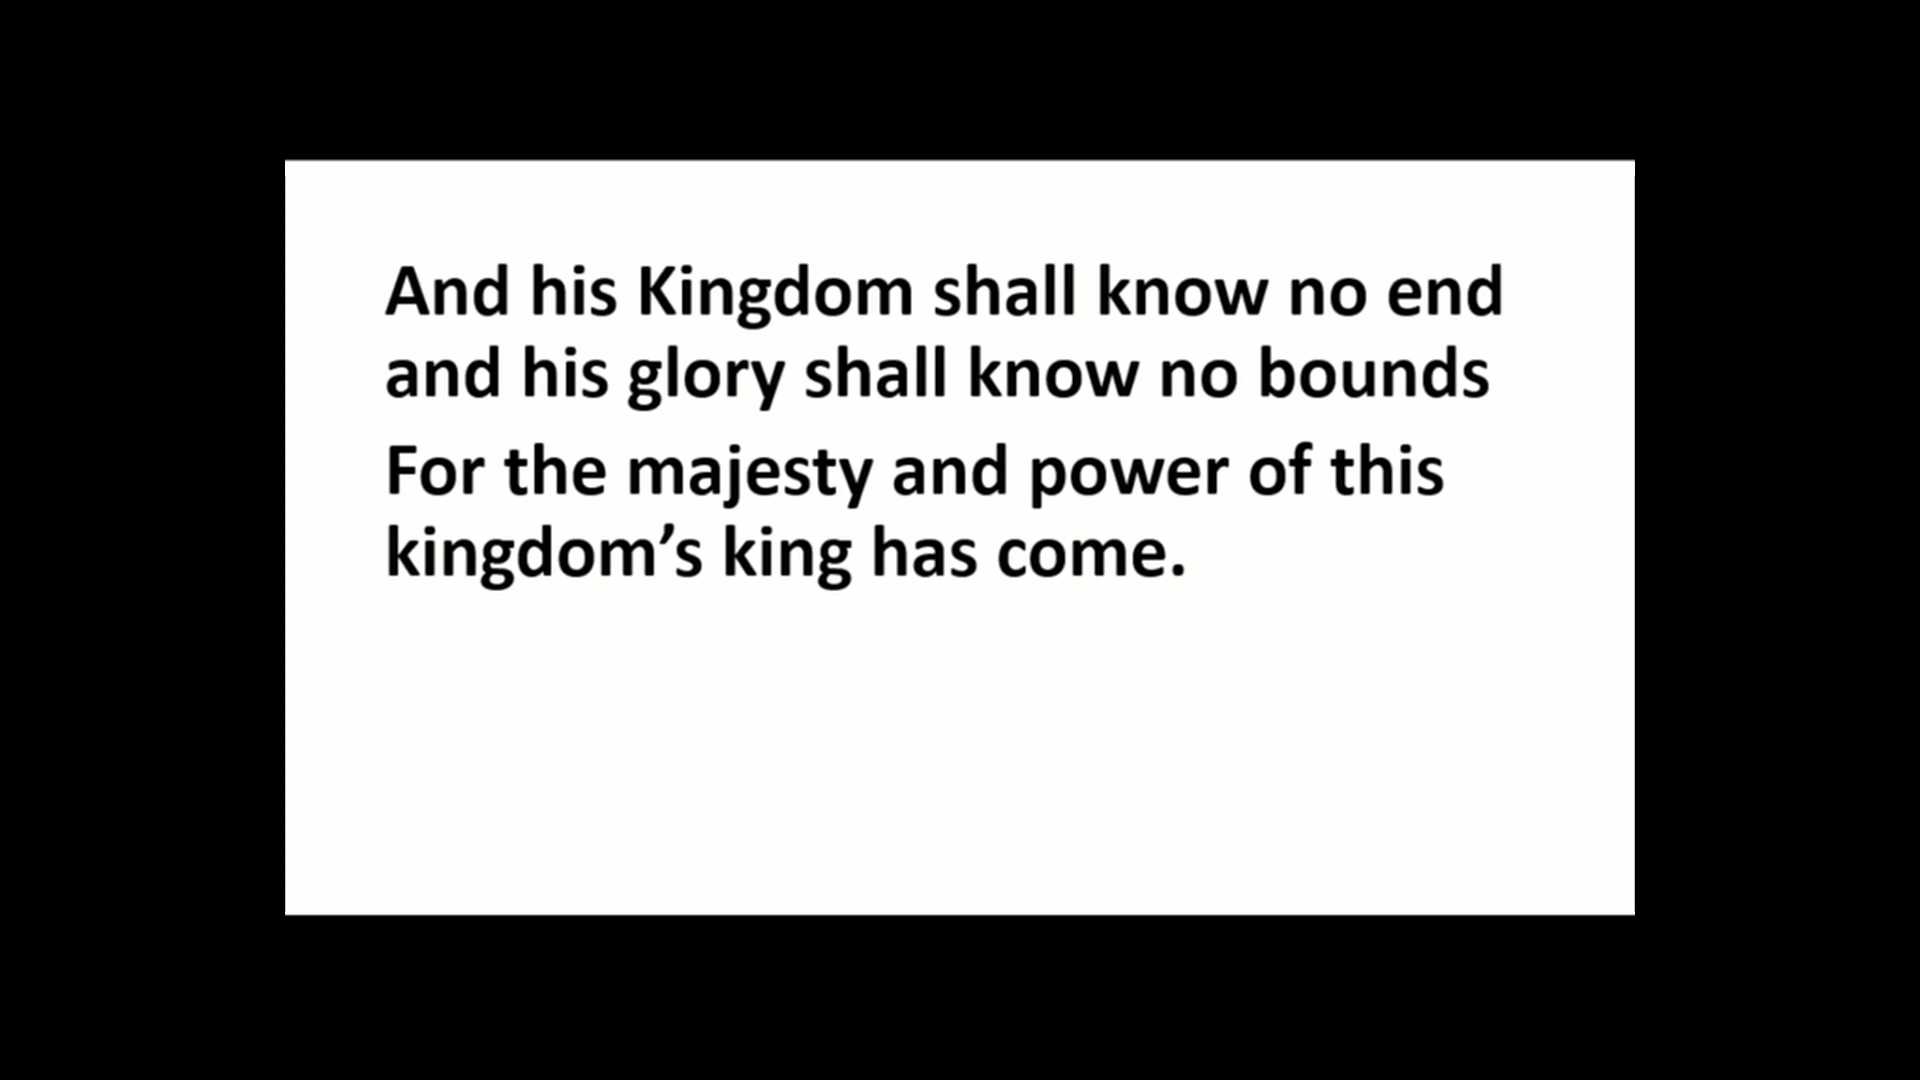 And his Kingdom shall know no end
and his glory shall know no bounds
For the majesty and power of this
kingdom’s king has come.